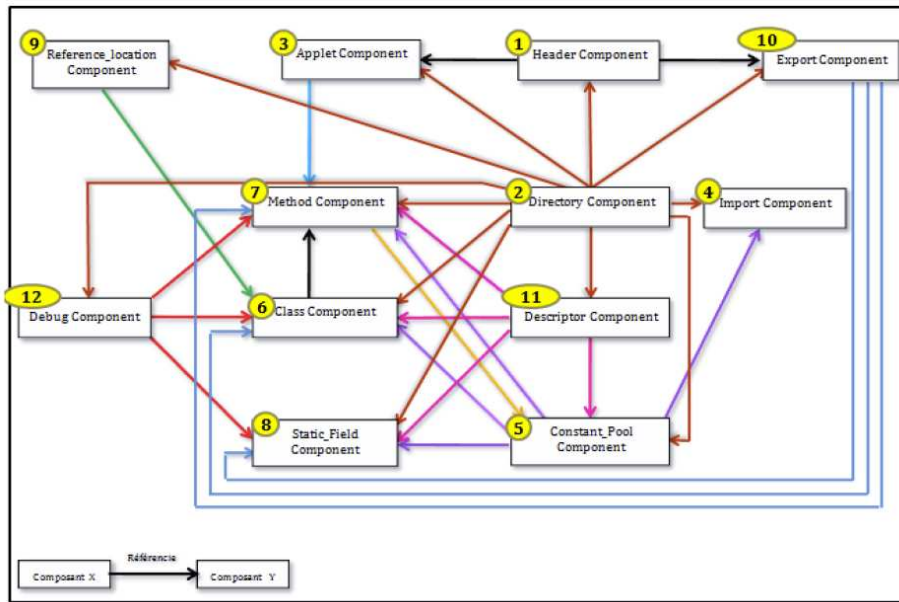 9
Reference_location
Component
3
Applet Component
1
Header Component
10
Export Component
7
Method Component
2
Directory Component
4
Import Component
12
Debug Component
6
Class Component
11
Descriptor Component
8
Static_Field
Component
5
Constant_Pool
Component
Composant X
Référencie
Composant Y